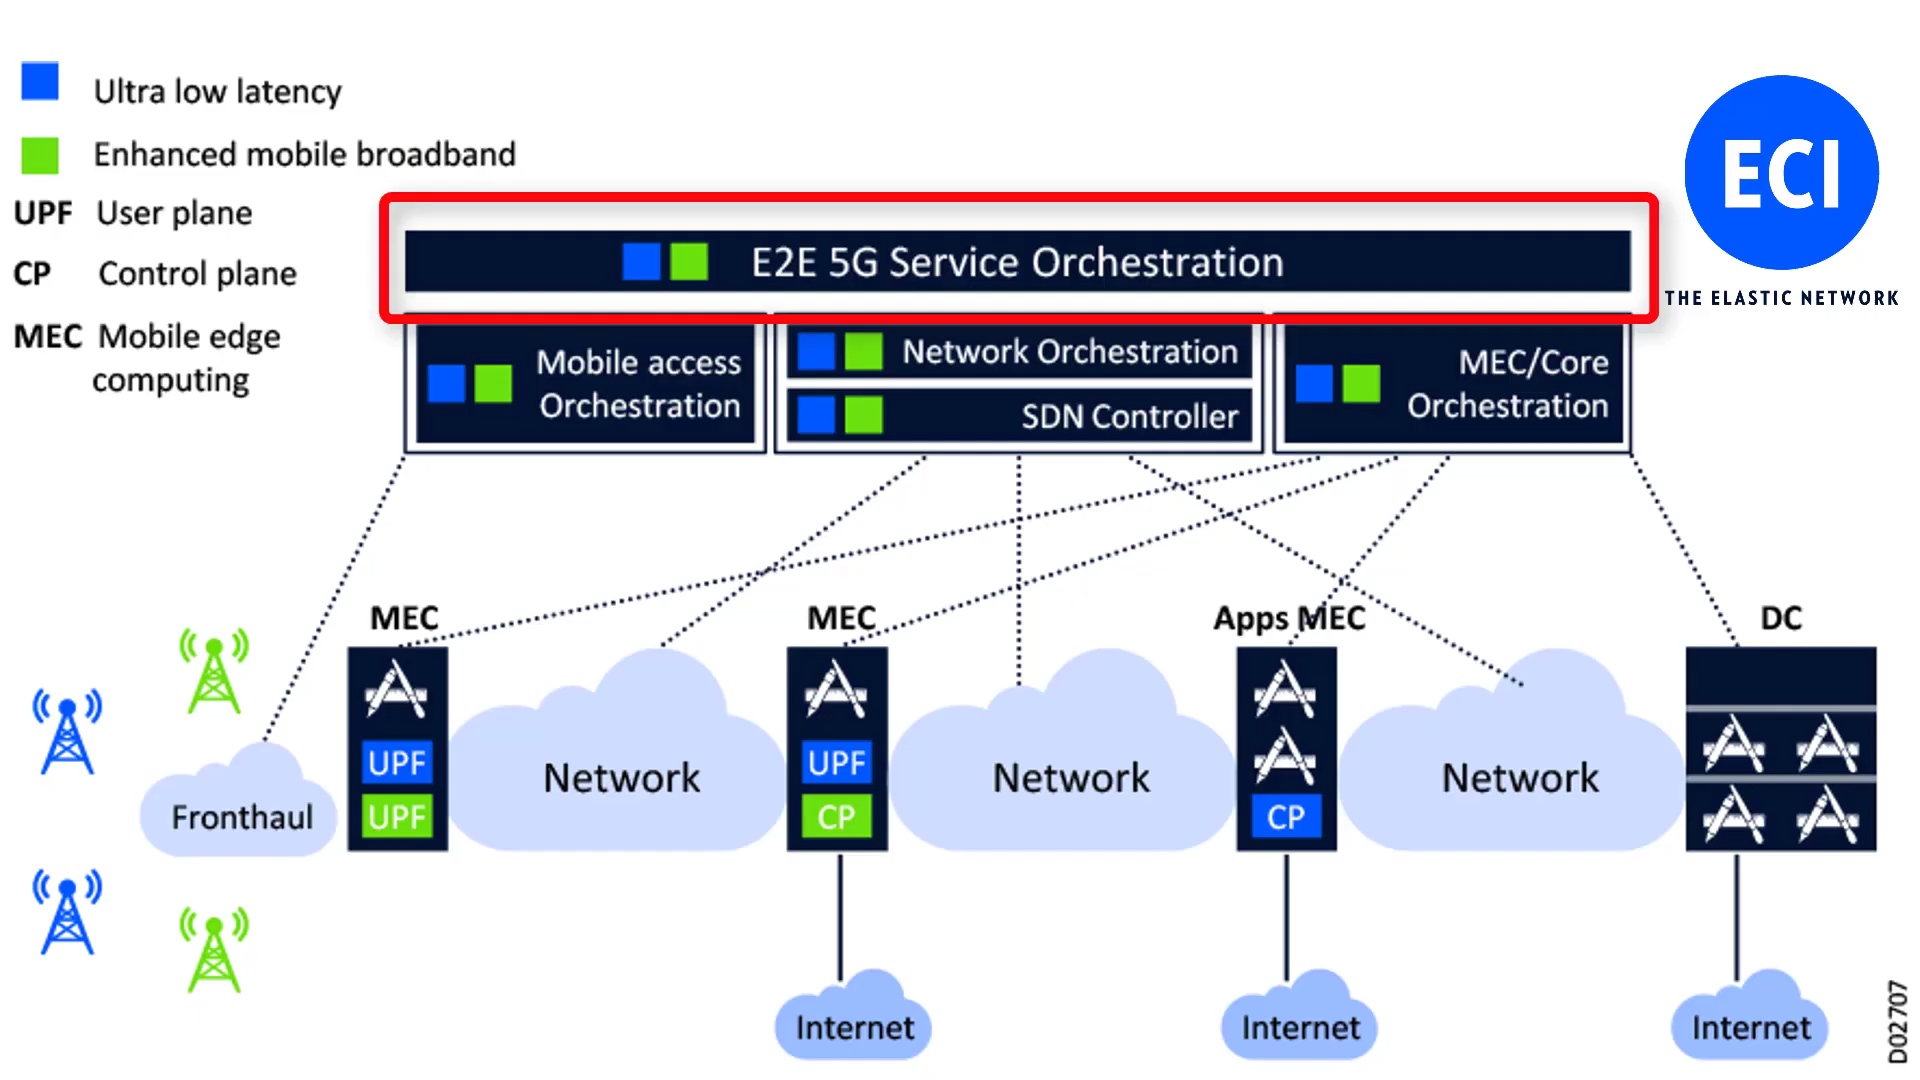 Ultra low latency
Enhanced mobile broadband
UPF User plane
CP Control plane
MEC Mobile edge
computing
ECI
THE ELASTIC NETWORK
E2E 5G Service Orchestration
Mobile access
Orchestration
Network Orchestration
SDN Controller
MEC/Core
Orchestration
MEC
MEC
Apps MEC
DC
Fronthaul
UPF
UPF
Network
UPF
CP
Network
CP
Network
Internet
Internet
Internet
D02707